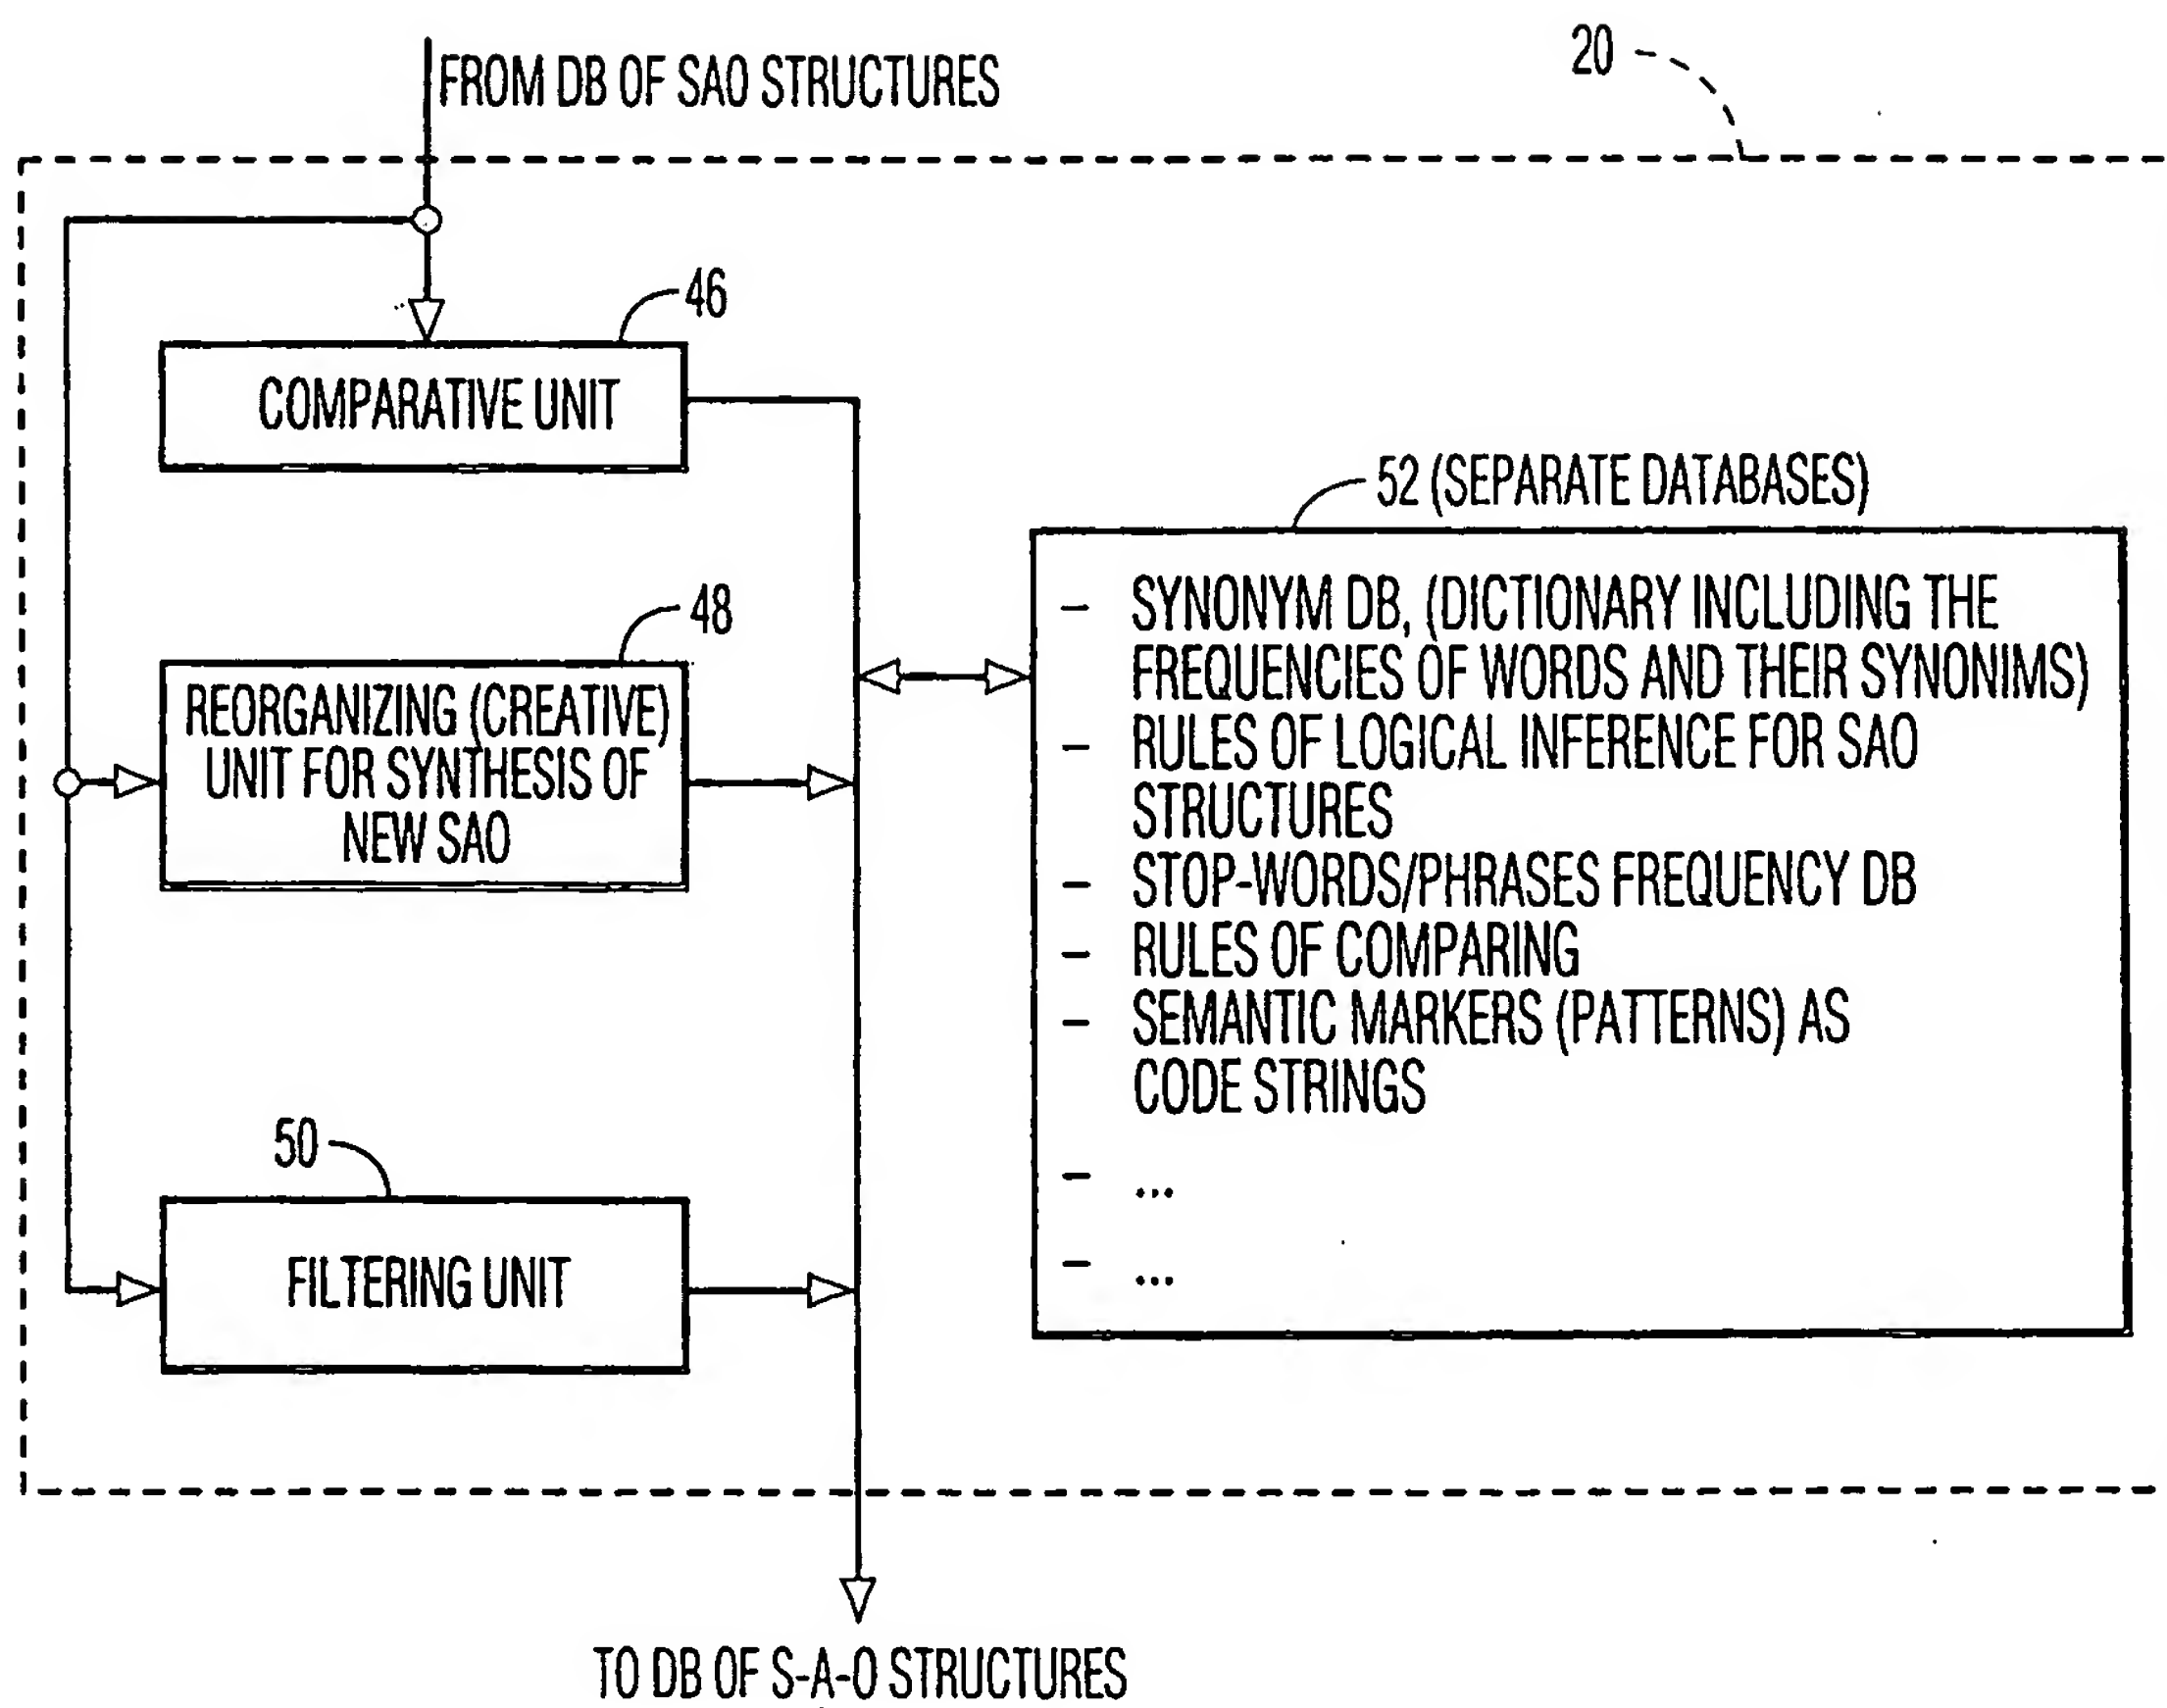 20
FROM DB OF SAO STRUCTURES
46
COMPARATIVE UNIT
52 (SEPARATE DATABASES)
48
REORGANIZING (CREATIVE)
UNIT FOR SYNTHESIS OF
NEW SAO
- SYNONYM DB, (DICTIONARY INCLUDING THE
FREQUENCIES OF WORDS AND THEIR SYNONIMS)
- RULES OF LOGICAL INFERENCE FOR SAO
STRUCTURES
- STOP-WORDS/PHRASES FREQUENCY DB
- RULES OF COMPARING
- SEMANTIC MARKERS (PATTERNS) AS
CODE STRINGS
- ...
- ...
50
FILTERING UNIT
TO DB OF S-A-O STRUCTURES